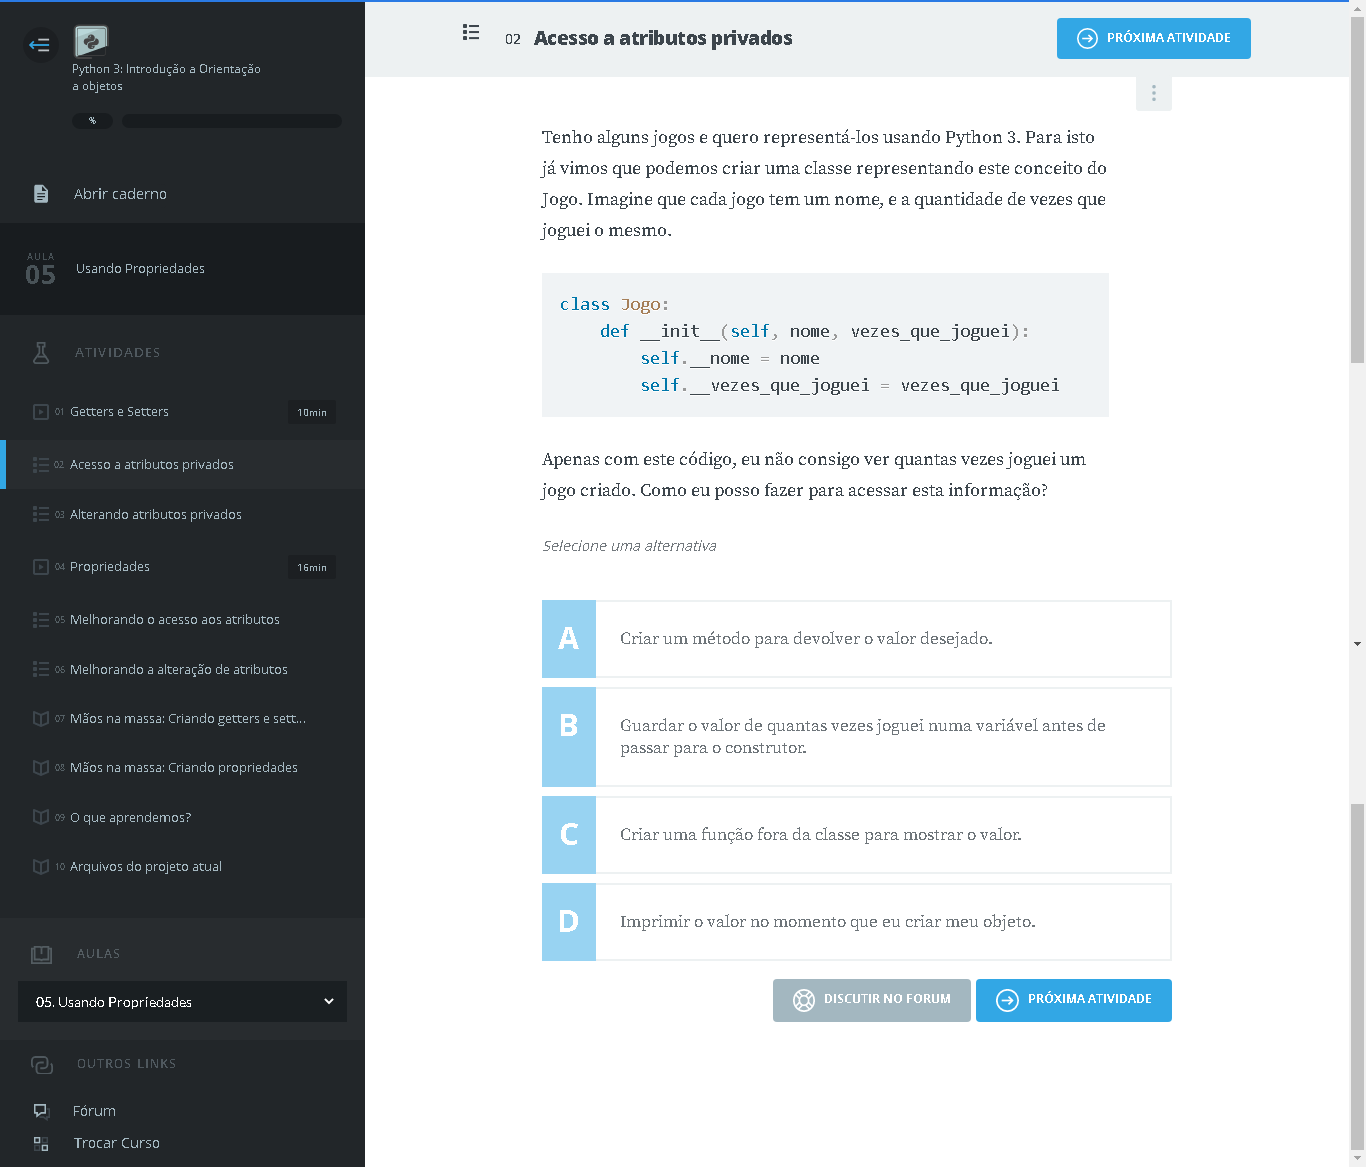 Python 3: Introdução a Orientação
a objetos
%
Abrir caderno
AULA
05
Usando Propriedades
ATIVIDADES
01 Getters e Setters 10min
02 Acesso a atributos privados
03 Alterando atributos privados
04 Propriedades 16min
05 Melhorando o acesso aos atributos
06 Melhorando a alteração de atributos
07 Mãos na massa: Criando getters e sett...
08 Mãos na massa: Criando propriedades
09 O que aprendemos?
10 Arquivos do projeto atual
AULAS
05. Usando Propriedades
OUTROS LINKS
Fórum
Trocar Curso
02 Acesso a atributos privados
PRÓXIMA ATIVIDADE
Tenho alguns jogos e quero representá-los usando Python 3. Para isto
já vimos que podemos criar uma classe representando este conceito do
Jogo. Imagine que cada jogo tem um nome, e a quantidade de vezes que
joguei o mesmo.
class Jogo:
    def __init__(self, nome, vezes_que_joguei):
        self.__nome = nome
        self.__vezes_que_joguei = vezes_que_joguei
Apenas com este código, eu não consigo ver quantas vezes joguei um
jogo criado. Como eu posso fazer para acessar esta informação?
Selecione uma alternativa
A Criar um método para devolver o valor desejado.
B Guardar o valor de quantas vezes joguei numa variável antes de
passar para o construtor.
C Criar uma função fora da classe para mostrar o valor.
D Imprimir o valor no momento que eu criar meu objeto.
DISCUTIR NO FORUM
PRÓXIMA ATIVIDADE